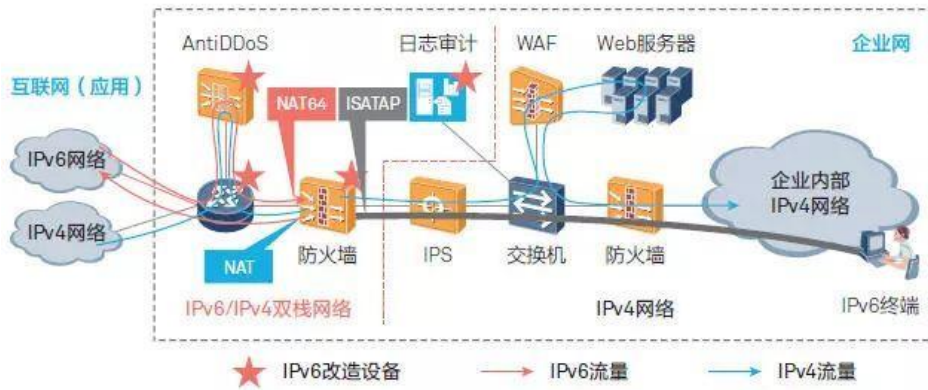 AntiDDoS
日志审计
WAF
Web服务器
企业网
互联网（应用）
NAT64
ISATAP
IPv6网络
IPv4网络
企业内部
IPv4网络
NAT
防火墙
IPS
交换机
防火墙
IPv6终端
IPv6/IPv4双栈网络
IPv4网络
IPv6改造设备
IPv6流量
IPv4流量